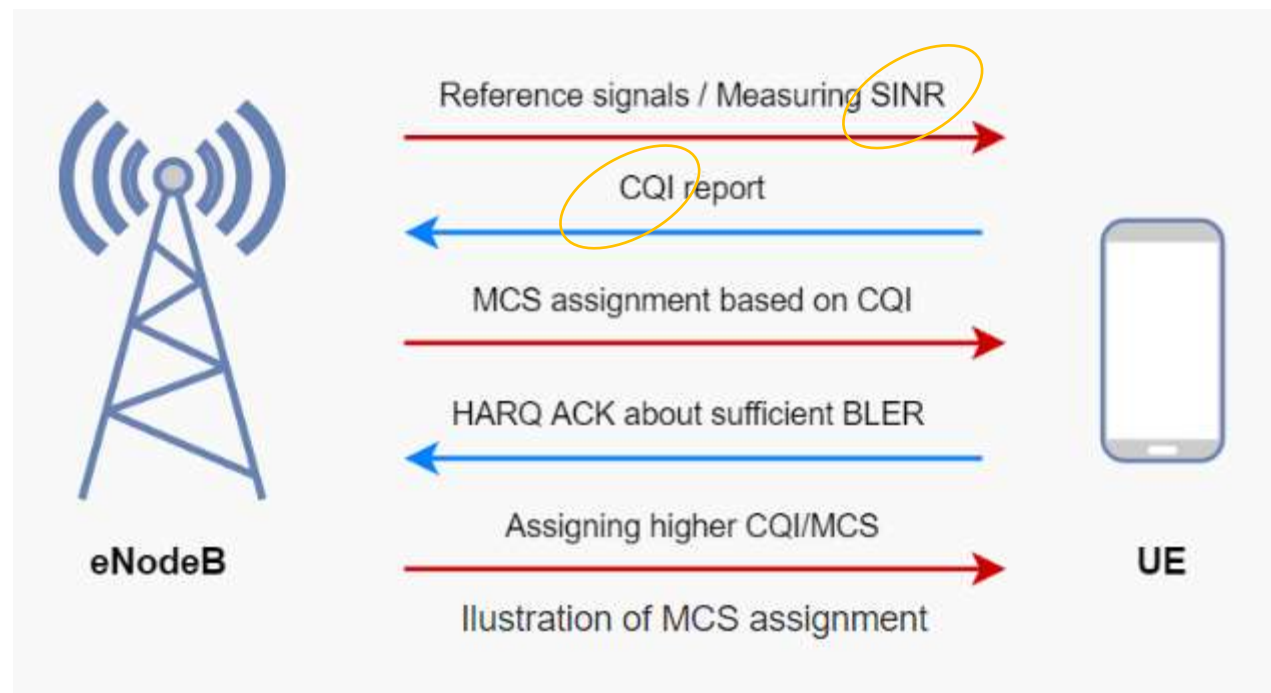 Reference signals / Measuring SINR
CQI report
MCS assignment based on CQI
HARQ ACK about sufficient BLER
Assigning higher CQI/MCS
eNodeB
UE
Ilustration of MCS assignment